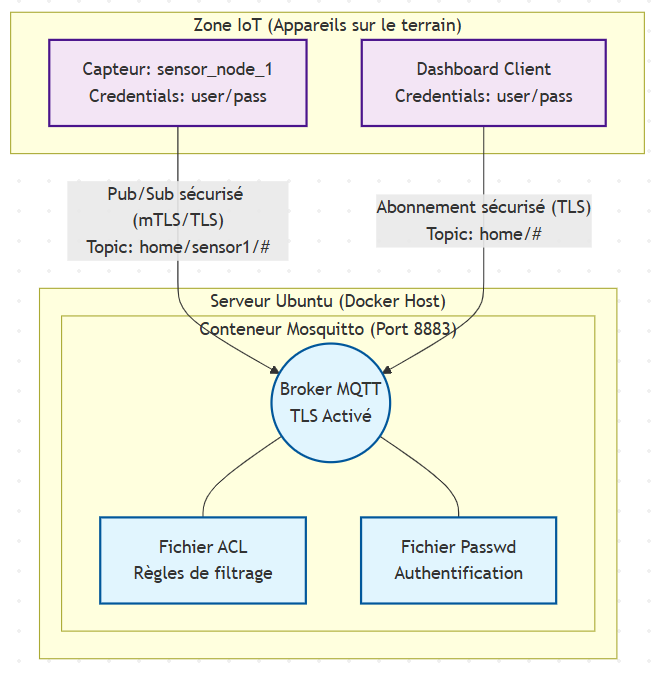 Zone IoT (Appareils sur le terrain)
Capteur: sensor_node_1
Credentials: user/pass
Dashboard Client
Credentials: user/pass
Pub/Sub sécurisé
(mTLS/TLS)
Topic: home/sensor1/#
Abonnement sécurisé (TLS)
Topic: home/#
Serveur Ubuntu (Docker Host)
Conteneur Mosquitto (Port 8883)
Broker MQTT
TLS Activé
Fichier ACL
Règles de filtrage
Fichier Passwd
Authentification